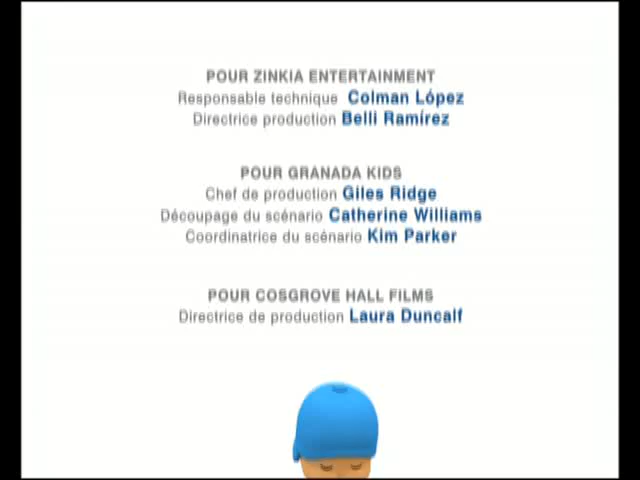 POUR ZINKIA ENTERTAINMENT
Responsable technique Colman López
Directrice production Belli Ramírez
POUR GRANADA KIDS
Chef de production Giles Ridge
Découpage du scénario Catherine Williams
Coordinatrice du scénario Kim Parker
POUR COSGROVE HALL FILMS
Directrice de production Laura Duncalf